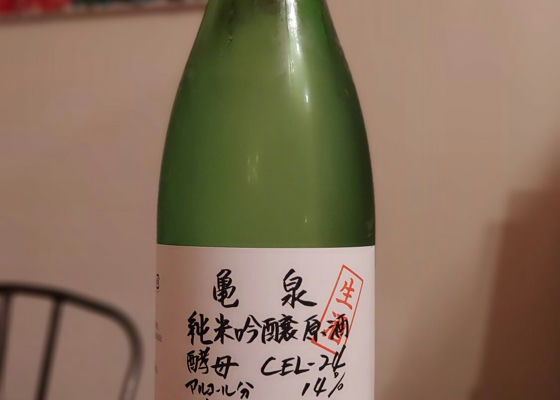 亀泉
純米吟醸原酒
酵母 CEL-24
アルコール分 14%
生酒